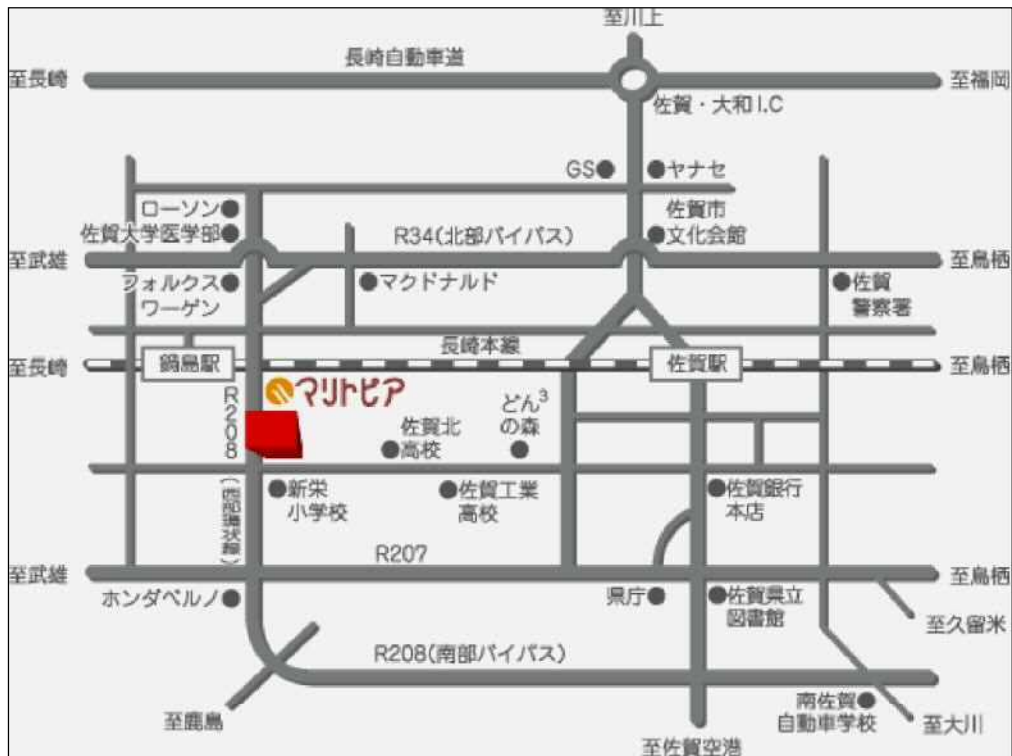 至川上
長崎自動車道
至長崎
至福岡
佐賀・大和I.C
GS
ヤナセ
ローソン
佐賀大学医学部
佐賀市
文化会館
R34(北部バイパス)
至武雄
至鳥栖
フォルクス
ワーゲン
マクドナルド
佐賀
警察署
長崎本線
至長崎
鍋島駅
佐賀駅
至鳥栖
マリトピア
R208
(西部環状線)
佐賀北
高校
どん3
の森
新栄
小学校
佐賀工業
高校
佐賀銀行
本店
R207
至武雄
至鳥栖
ホンダベルノ
県庁
佐賀県立
図書館
至久留米
R208(南部バイパス)
至鹿島
南佐賀
自動車学校
至大川
至佐賀空港